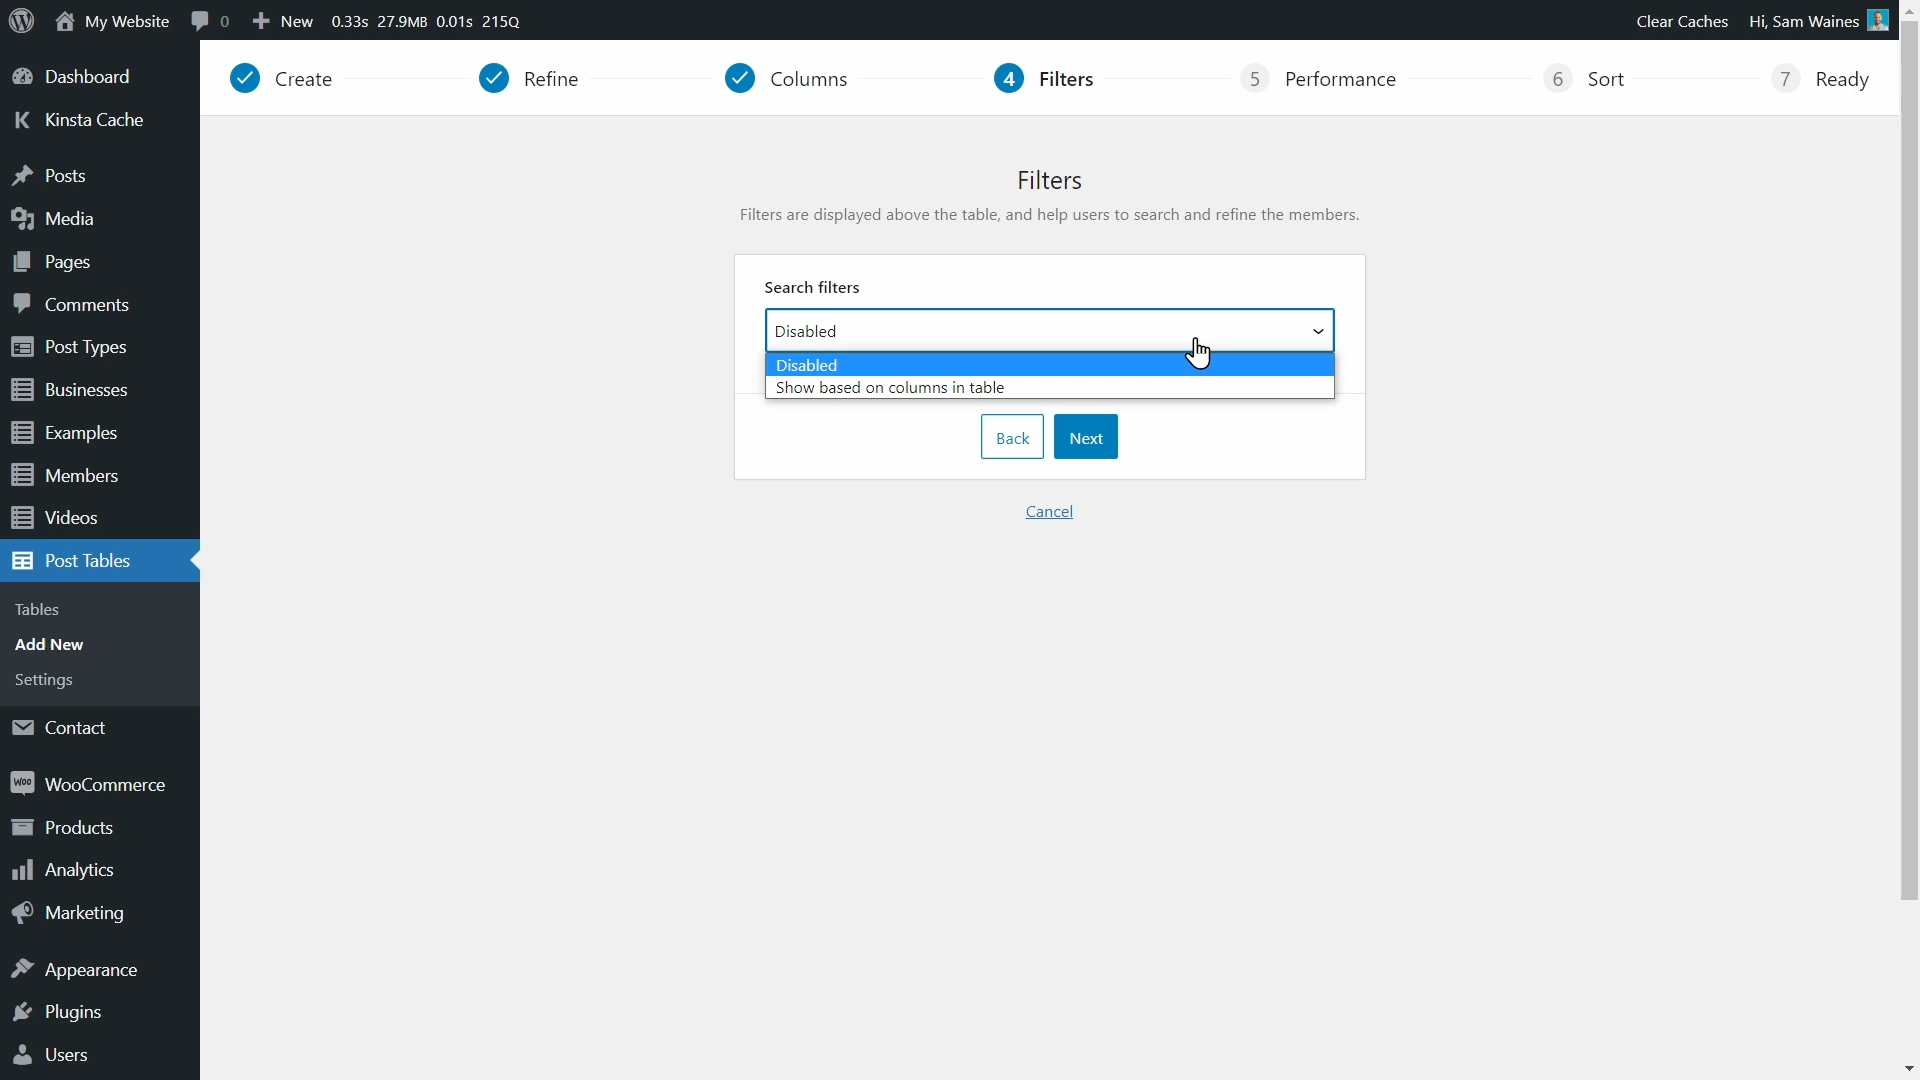 My Website 0 New 0.33s 27.9MB 0.01s 215Q Clear Caches Hi, Sam Waines
Create Refine Columns 4 Filters 5 Performance 6 Sort 7 Ready
Dashboard
Kinsta Cache
Posts
Media
Pages
Comments
Post Types
Businesses
Examples
Members
Videos
Post Tables
Tables
Add New
Settings
Contact
Woo WooCommerce
Products
Analytics
Marketing
Appearance
Plugins
Users
Filters
Filters are displayed above the table, and help users to search and refine the members.
Search filters
Disabled
Disabled
Show based on columns in table
Back Next
Cancel